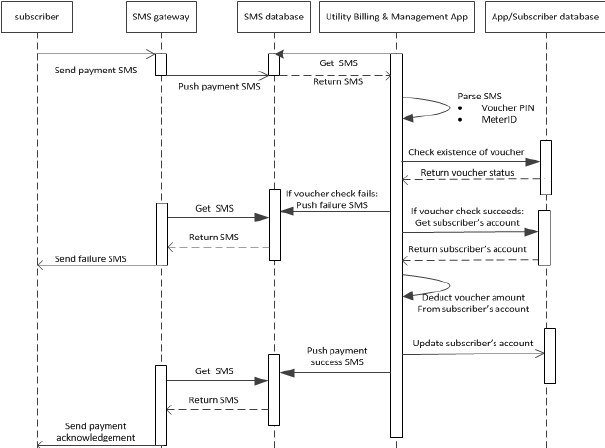 subscriber
SMS gateway
SMS database
Utility Billing & Management App
App/Subscriber database
Send payment SMS
Push payment SMS
Get SMS
Return SMS
Parse SMS
• Voucher PIN
• MeterID
Check existence of voucher
Return voucher status
If voucher check fails:
Push failure SMS
Get SMS
Return SMS
Send failure SMS
If voucher check succeeds:
Get subscriber's account
Return subscriber's account
Deduct voucher amount
From subscriber's account
Update subscriber's account
Push payment
success SMS
Get SMS
Return SMS
Send payment
acknowledgement